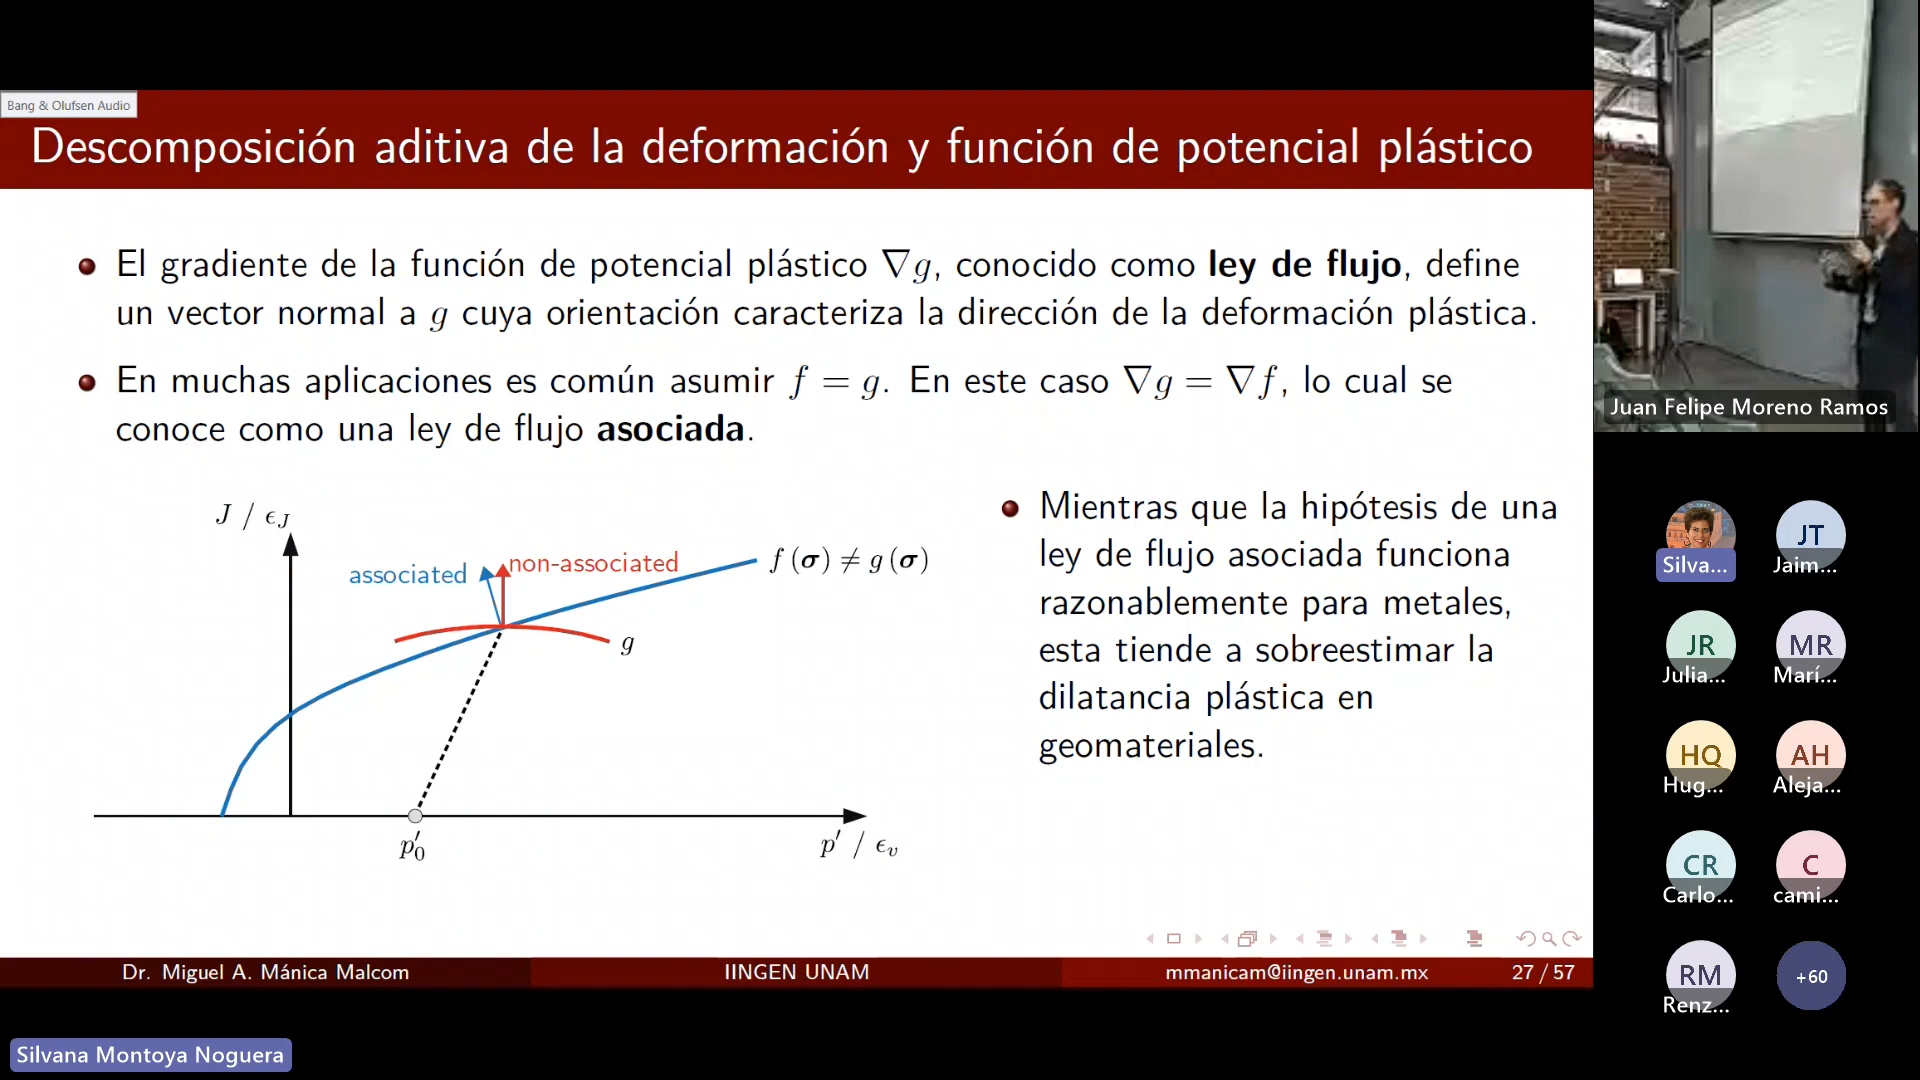 Bang & Olufsen Audio
Descomposición aditiva de la deformación y función de potencial plástico
El gradiente de la función de potencial plástico ∇g, conocido como ley de flujo, define
un vector normal a g cuya orientación caracteriza la dirección de la deformación plástica.
En muchas aplicaciones es común asumir f = g. En este caso ∇g = ∇f, lo cual se
conoce como una ley de flujo asociada.
J / ϵ_J
associated
non-associated
f (σ) ≠ g (σ)
g
p′_0
p′ / ϵ_v
Mientras que la hipótesis de una
ley de flujo asociada funciona
razonablemente para metales,
esta tiende a sobreestimar la
dilatancia plástica en
geomateriales.
Dr. Miguel A. Mánica Malcom
IINGEN UNAM
mmanicam@iingen.unam.mx
27 / 57
Silvana Montoya Noguera
Juan Felipe Moreno Ramos
Silva...
JT
Jaim...
JR
Julia...
MR
Marí...
HQ
Hug...
AH
Aleja...
CR
Carlo...
C
cami...
RM
Renz...
+60